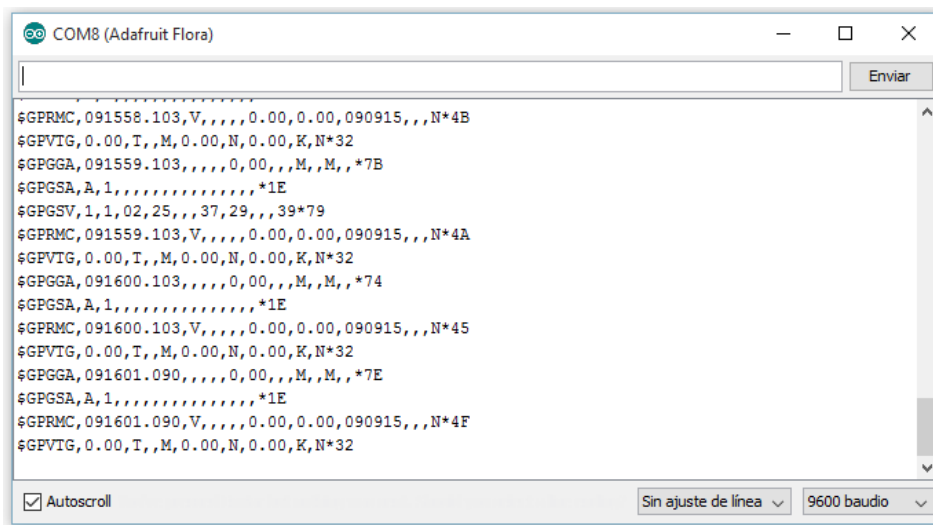 COM8 (Adafruit Flora)
Enviar
$GPRMC,091558.103,V,,,,,0.00,0.00,090915,,,N*4B
$GPVTG,0.00,T,,M,0.00,N,0.00,K,N*32
$GPGGA,091559.103,,,,,0,00,,,M,,M,,*7B
$GPGSA,A,1,,,,,,,,,,,,,,,*1E
$GPGSV,1,1,02,25,,,37,29,,,39*79
$GPRMC,091559.103,V,,,,,0.00,0.00,090915,,,N*4A
$GPVTG,0.00,T,,M,0.00,N,0.00,K,N*32
$GPGGA,091600.103,,,,,0,00,,,M,,M,,*74
$GPGSA,A,1,,,,,,,,,,,,,,,*1E
$GPRMC,091600.103,V,,,,,0.00,0.00,090915,,,N*45
$GPVTG,0.00,T,,M,0.00,N,0.00,K,N*32
$GPGGA,091601.090,,,,,0,00,,,M,,M,,*7E
$GPGSA,A,1,,,,,,,,,,,,,,,*1E
$GPRMC,091601.090,V,,,,,0.00,0.00,090915,,,N*4F
$GPVTG,0.00,T,,M,0.00,N,0.00,K,N*32
Autoscroll
Sin ajuste de línea
9600 baudio